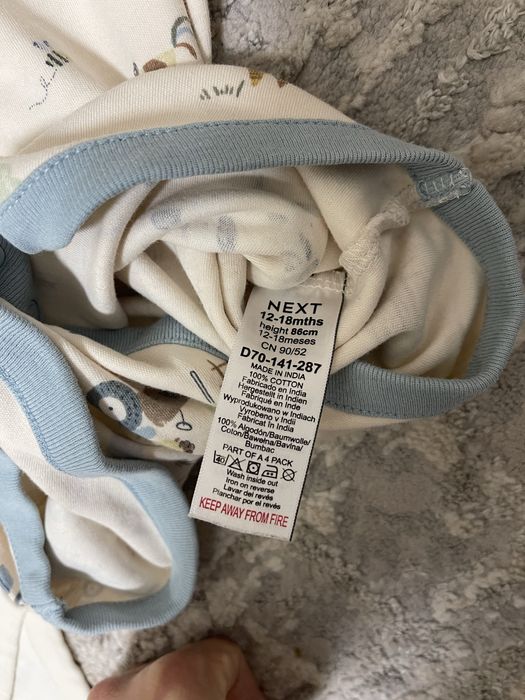 NEXT
12-18mths
height 86cm
12-18meses
CN 90/52
D70-141-287
MADE IN INDIA
100% COTTON
Fabricado en Indien
Hergestellt in Indien
Fabriqué en Inde
Wyprodukowano w Indiach
Vyrobeno v Indii
Fabricat în India
100% Algodón/Baumwolle/
Coton/Bawełna/Bavlna/
Bumbac
PART OF A 4 PACK
40
Wash inside out
Iron on reverse
Lavar del revés
Planchar por el revés
KEEP AWAY FROM FIRE